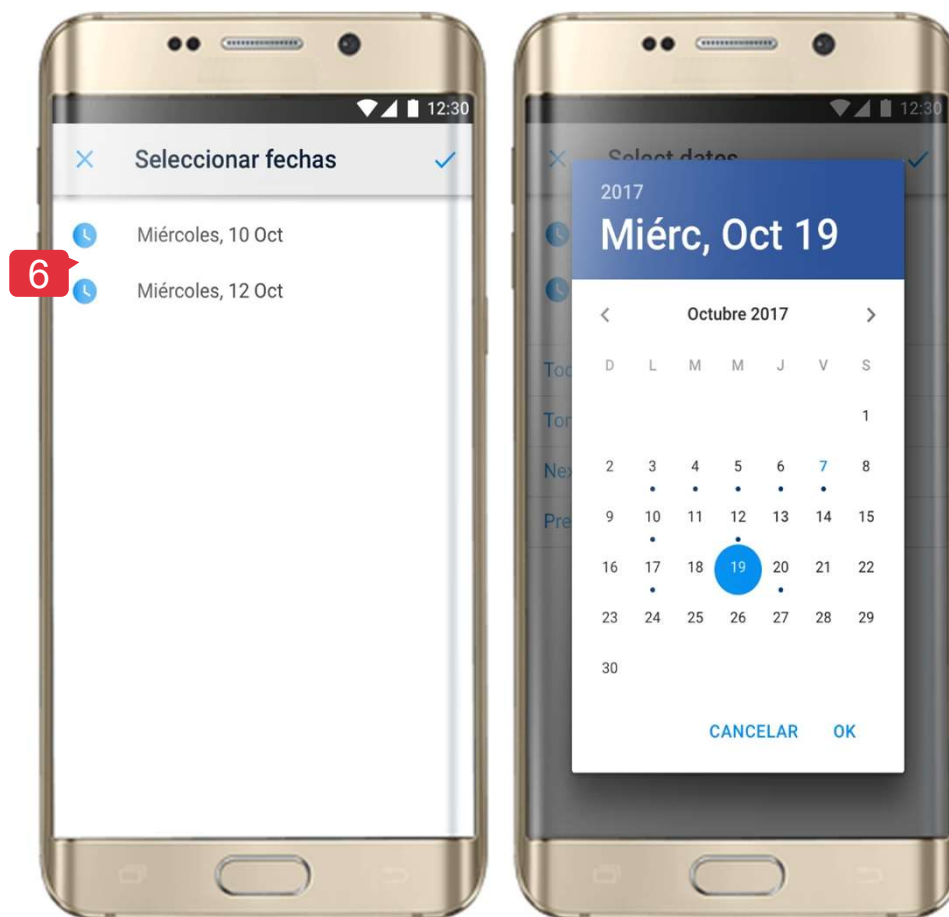 12:30
Seleccionar fechas
Miércoles, 10 Oct
6
Miércoles, 12 Oct
12:30
Select dates
2017
Miérc, Oct 19
Octubre 2017
D L M M J V S
1
2 3 4 5 6 7 8
9 10 11 12 13 14 15
16 17 18 19 20 21 22
23 24 25 26 27 28 29
30
CANCELAR OK